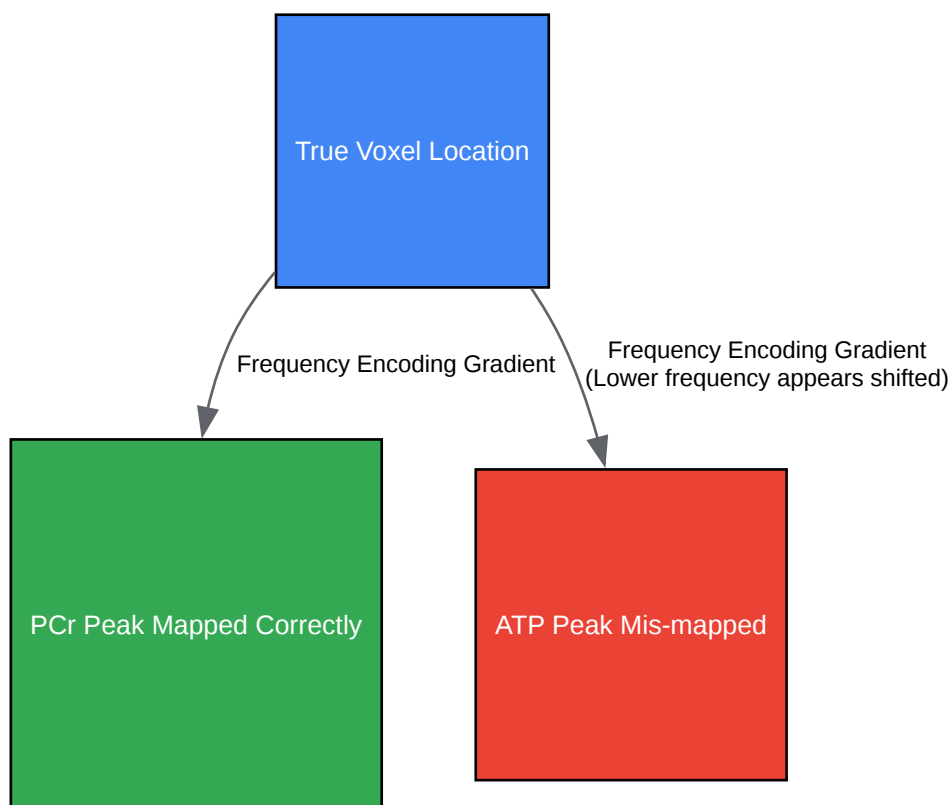 True Voxel Location
Frequency Encoding Gradient
Frequency Encoding Gradient
(Lower frequency appears shifted)
PCr Peak Mapped Correctly
ATP Peak Mis-mapped